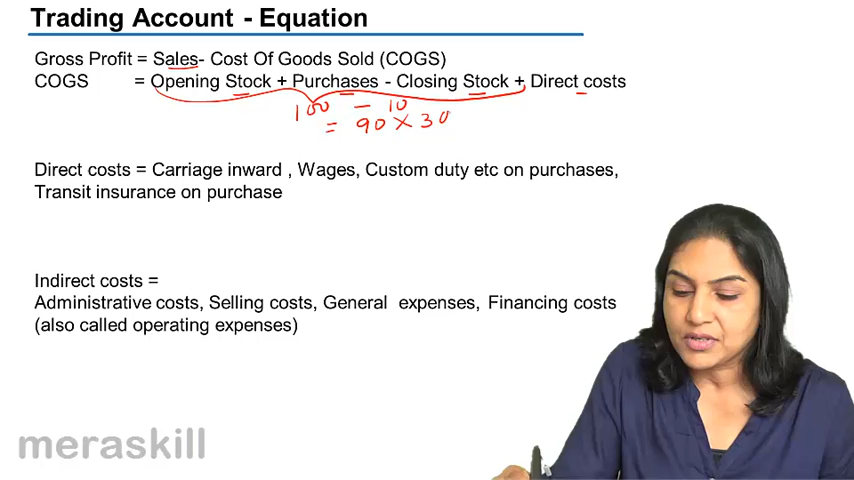 Trading Account - Equation
Gross Profit = Sales- Cost Of Goods Sold (COGS)
COGS = Opening Stock + Purchases - Closing Stock + Direct costs
100 - 10
= 90 X 30
Direct costs = Carriage inward , Wages, Custom duty etc on purchases,
Transit insurance on purchase
Indirect costs =
Administrative costs, Selling costs, General expenses, Financing costs
(also called operating expenses)
meraskill